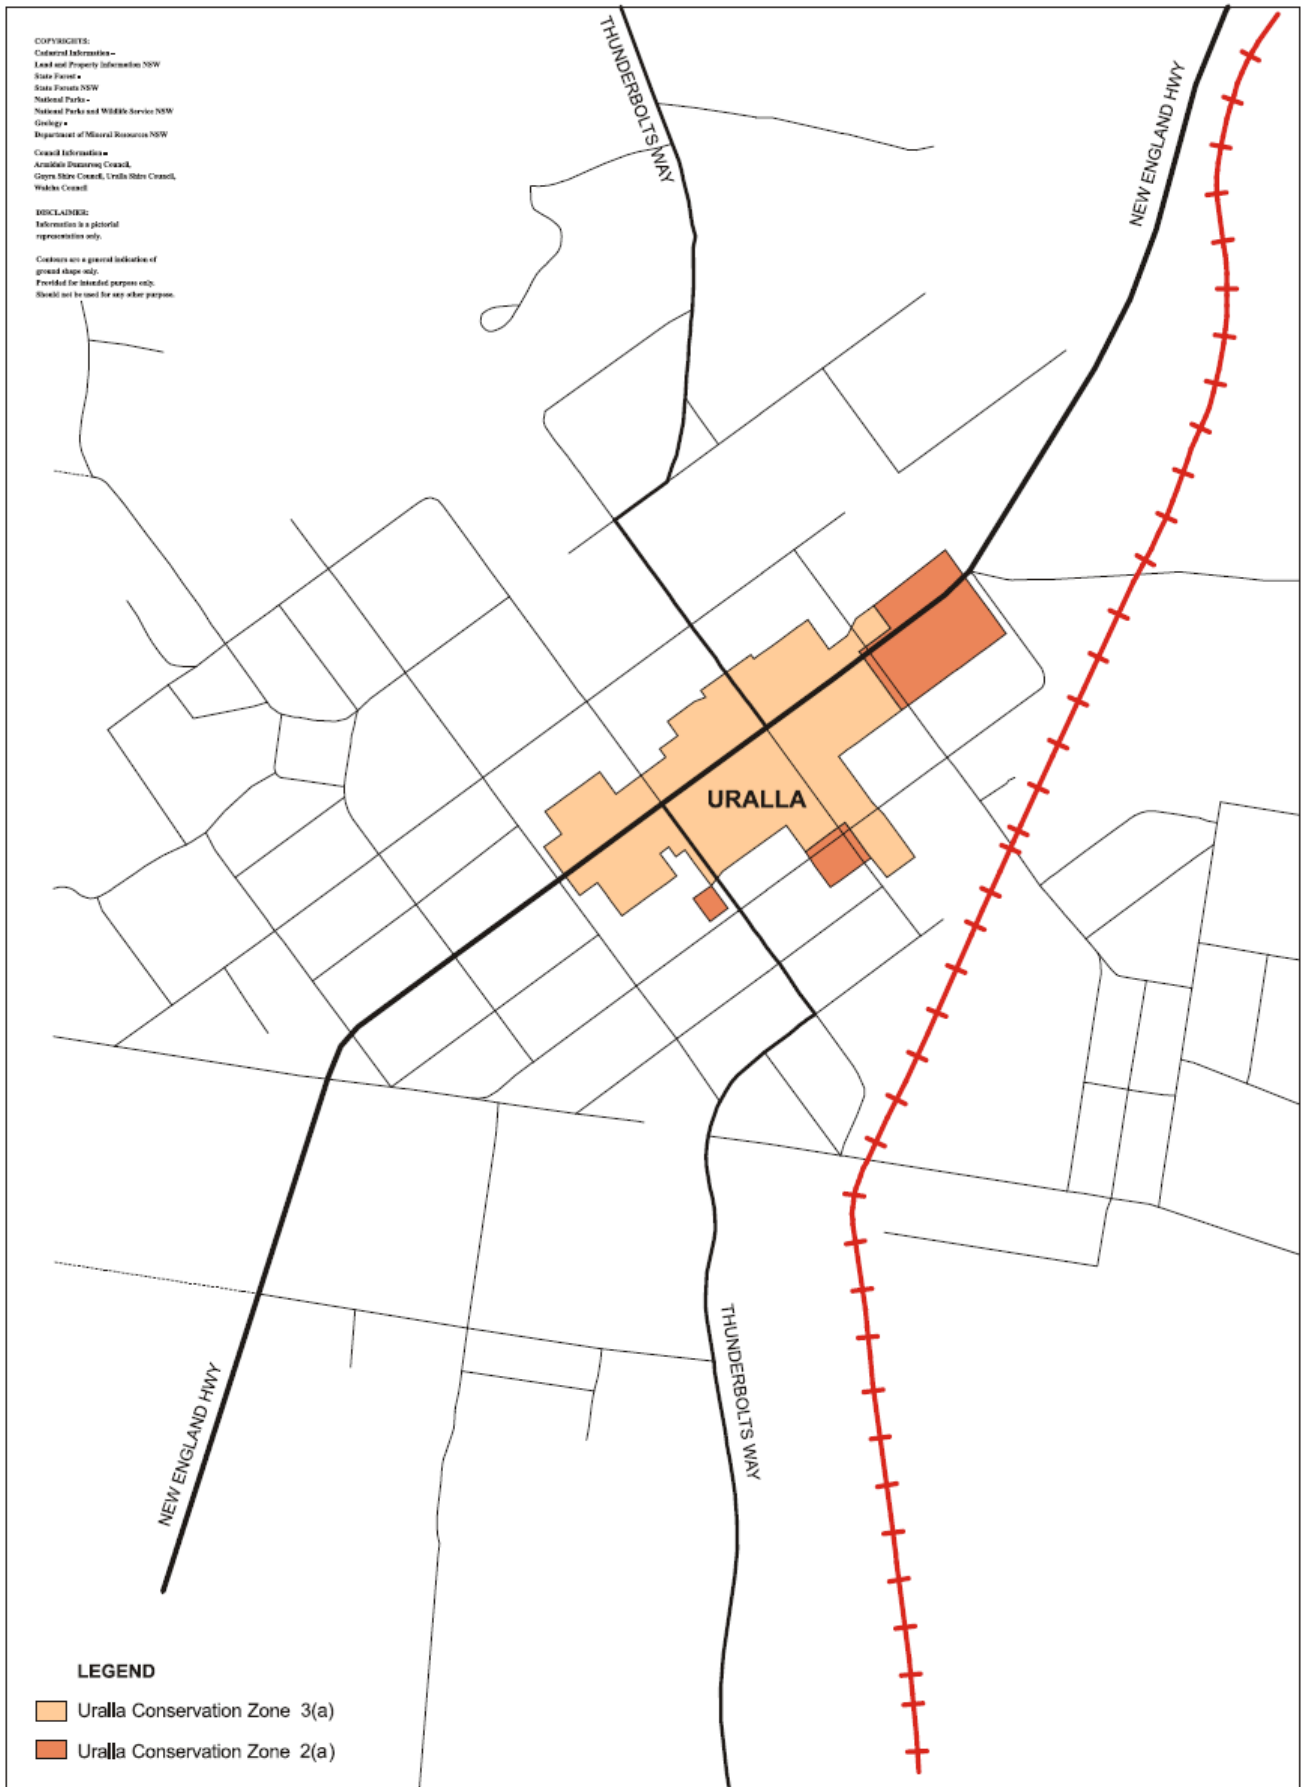 COPYRIGHTS:
Cadastral Information –
Land and Property Information NSW
State Forest -
State Forests NSW
National Parks -
National Parks and Wildlife Service NSW
Geology -
Department of Mineral Resources NSW
Council Information -
Armidale Dumaresq Council,
Guyra Shire Council, Uralla Shire Council,
Walcha Council
DISCLAIMER:
Information is a pictorial
representation only.
Contours are a general indication of
ground shape only.
Provided for intended purpose only.
Should not be used for any other purpose.
THUNDERBOLTS WAY
NEW ENGLAND HWY
URALLA
THUNDERBOLTS WAY
NEW ENGLAND HWY
LEGEND
Uralla Conservation Zone 3(a)
Uralla Conservation Zone 2(a)